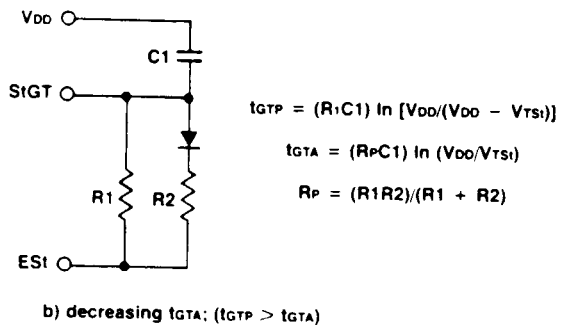 VDD
C1
StGT
tGTP = (R1C1) ln [VDD/(VDD - VTSt)]
tGTA = (RPC1) ln (VDD/VTSt)
R1
R2
RP = (R1R2)/(R1 + R2)
ESt
b) decreasing tGTA; (tGTP > tGTA)